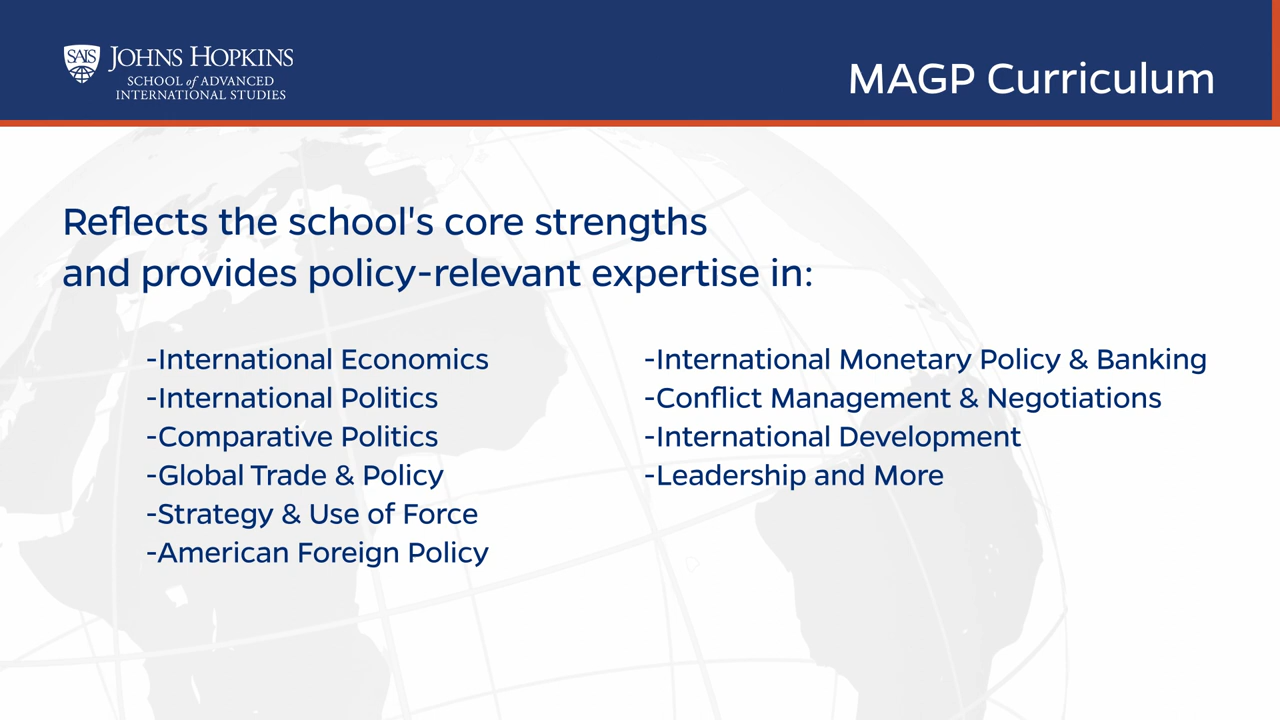 SAIS
JOHNS HOPKINS
SCHOOL of ADVANCED
INTERNATIONAL STUDIES
MAGP Curriculum
Reflects the school's core strengths
and provides policy-relevant expertise in:
-International Economics
-International Politics
-Comparative Politics
-Global Trade & Policy
-Strategy & Use of Force
-American Foreign Policy
-International Monetary Policy & Banking
-Conflict Management & Negotiations
-International Development
-Leadership and More